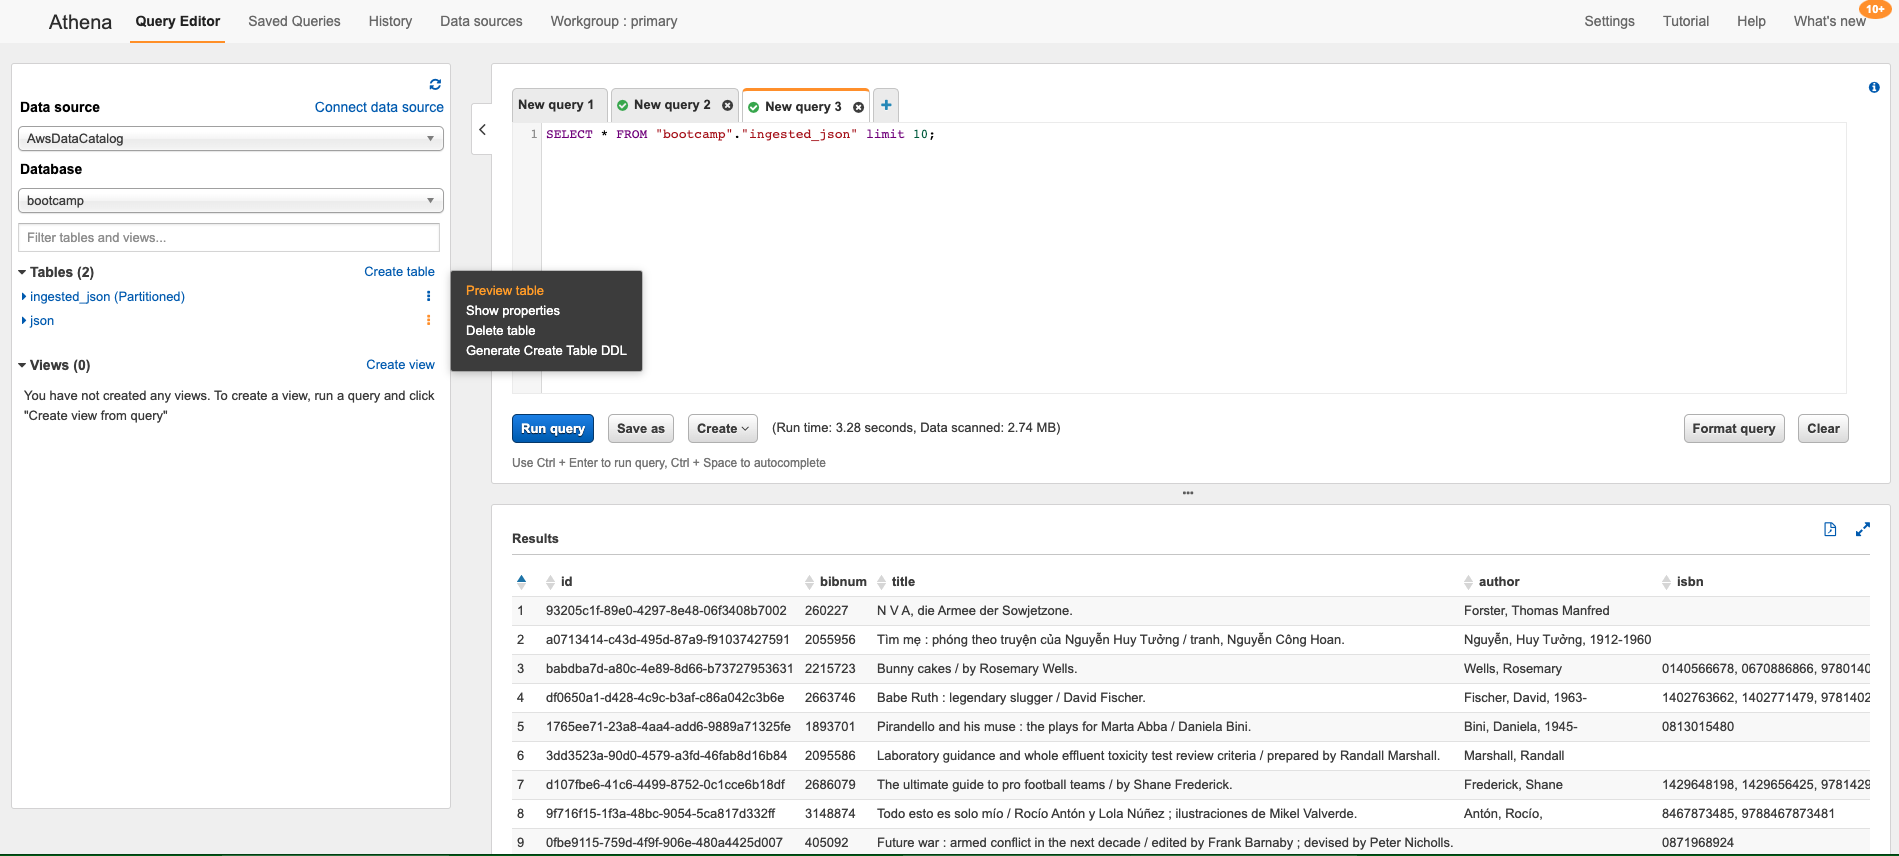 Athena Query Editor Saved Queries History Data sources Workgroup : primary Settings Tutorial Help What's new 10+
Data source Connect data source
AwsDataCatalog
Database
bootcamp
Filter tables and views...
Tables (2) Create table
ingested_json (Partitioned)
json
Views (0) Create view
You have not created any views. To create a view, run a query and click
"Create view from query"
Preview table
Show properties
Delete table
Generate Create Table DDL
New query 1 New query 2 New query 3
1 SELECT * FROM "bootcamp"."ingested_json" limit 10;
Run query Save as Create (Run time: 3.28 seconds, Data scanned: 2.74 MB) Format query Clear
Use Ctrl + Enter to run query, Ctrl + Space to autocomplete
Results
id bibnum title author isbn
1 93205c1f-89e0-4297-8e48-06f3408b7002 260227 N V A, die Armee der Sowjetzone. Forster, Thomas Manfred
2 a0713414-c43d-495d-87a9-f91037427591 2055956 Tìm mẹ : phóng theo truyện của Nguyễn Huy Tưởng / tranh, Nguyễn Công Hoan. Nguyễn, Huy Tưởng, 1912-1960
3 babdba7d-a80c-4e89-8d66-b73727953631 2215723 Bunny cakes / by Rosemary Wells. Wells, Rosemary 0140566678, 0670886866, 9780140
4 df0650a1-d428-4c9c-b3af-c86a042c3b6e 2663746 Babe Ruth : legendary slugger / David Fischer. Fischer, David, 1963- 1402763662, 1402771479, 9781402
5 1765ee71-23a8-4aa4-add6-9889a71325fe 1893701 Pirandello and his muse : the plays for Marta Abba / Daniela Bini. Bini, Daniela, 1945- 0813015480
6 3dd3523a-90d0-4579-a3fd-46fab8d16b84 2095586 Laboratory guidance and whole effluent toxicity test review criteria / prepared by Randall Marshall. Marshall, Randall
7 d107fbe6-41c6-4499-8752-0c1cce6b18df 2686079 The ultimate guide to pro football teams / by Shane Frederick. Frederick, Shane 1429648198, 1429656425, 9781429
8 9f716f15-1f3a-48bc-9054-5ca817d332ff 3148874 Todo esto es solo mío / Rocío Antón y Lola Núñez ; ilustraciones de Mikel Valverde. Antón, Rocío, 8467873485, 9788467873481
9 0fbe9115-759d-4f9f-906e-480a4425d007 405092 Future war : armed conflict in the next decade / edited by Frank Barnaby ; devised by Peter Nicholls. 0871968924